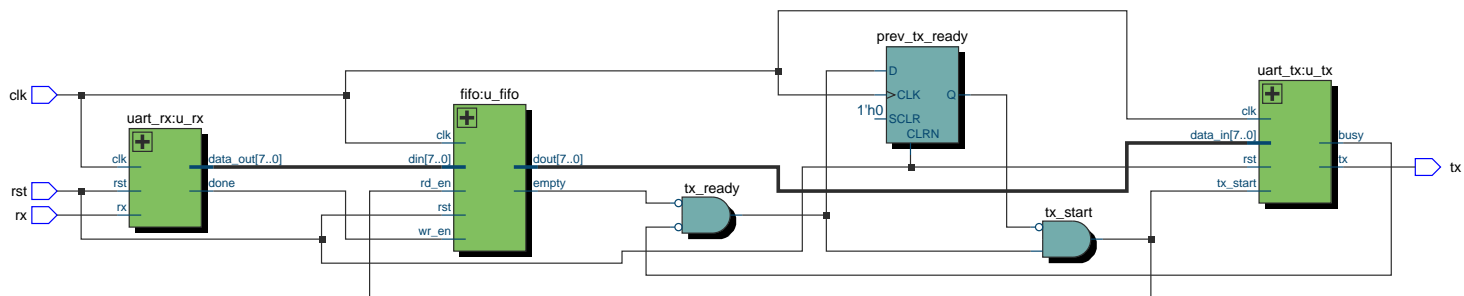 prev_tx_ready
D
CLK
Q
1'h0
SCLR
CLRN
uart_tx:u_tx
clk
data_in[7..0]
busy
rst
tx
tx_start
tx
clk
fifo:u_fifo
clk
din[7..0]
dout[7..0]
rd_en
empty
rst
wr_en
uart_rx:u_rx
clk
data_out[7..0]
rst
done
rx
rst
rx
tx_ready
tx_start